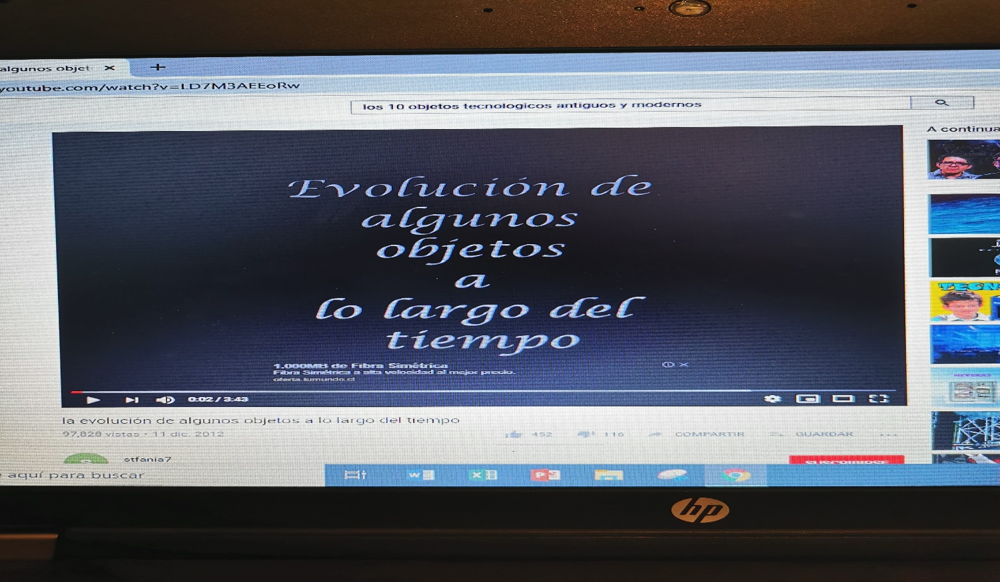 algunos objet
youtube.com/watch?v=LD7M3AEEoRw
los 10 objetos tecnologicos antiguos y modernos
A continua
Evolución de
algunos
objetos
a
lo largo del
tiempo
TECN
1.000MB de Fibra Simétrica
Fibra Simétrica a alta velocidad al mejor precio.
oferta.tumundo.cl
0:02 / 3:43
la evolución de algunos objetos a lo largo del tiempo
97,828 vistas • 11 dic. 2012
452 116 COMPARTIR GUARDAR
stfania7
SUSCRIBIRSE
aquí para buscar
hp